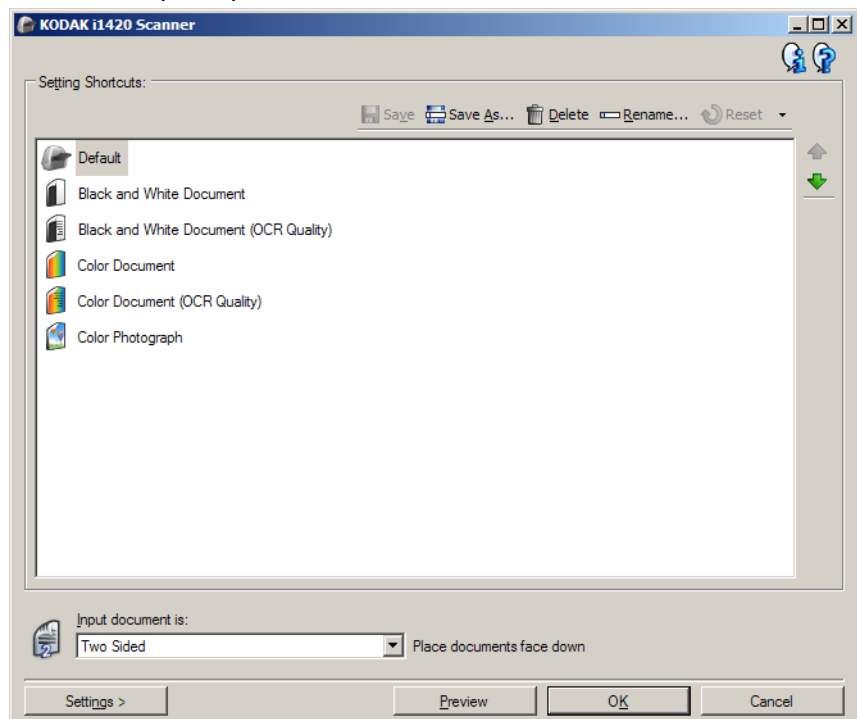 KODAK i1420 Scanner
Setting Shortcuts:
Save Save As... Delete Rename... Reset
Default
Black and White Document
Black and White Document (OCR Quality)
Color Document
Color Document (OCR Quality)
Color Photograph
Input document is:
Two Sided Place documents face down
Settings > Preview OK Cancel